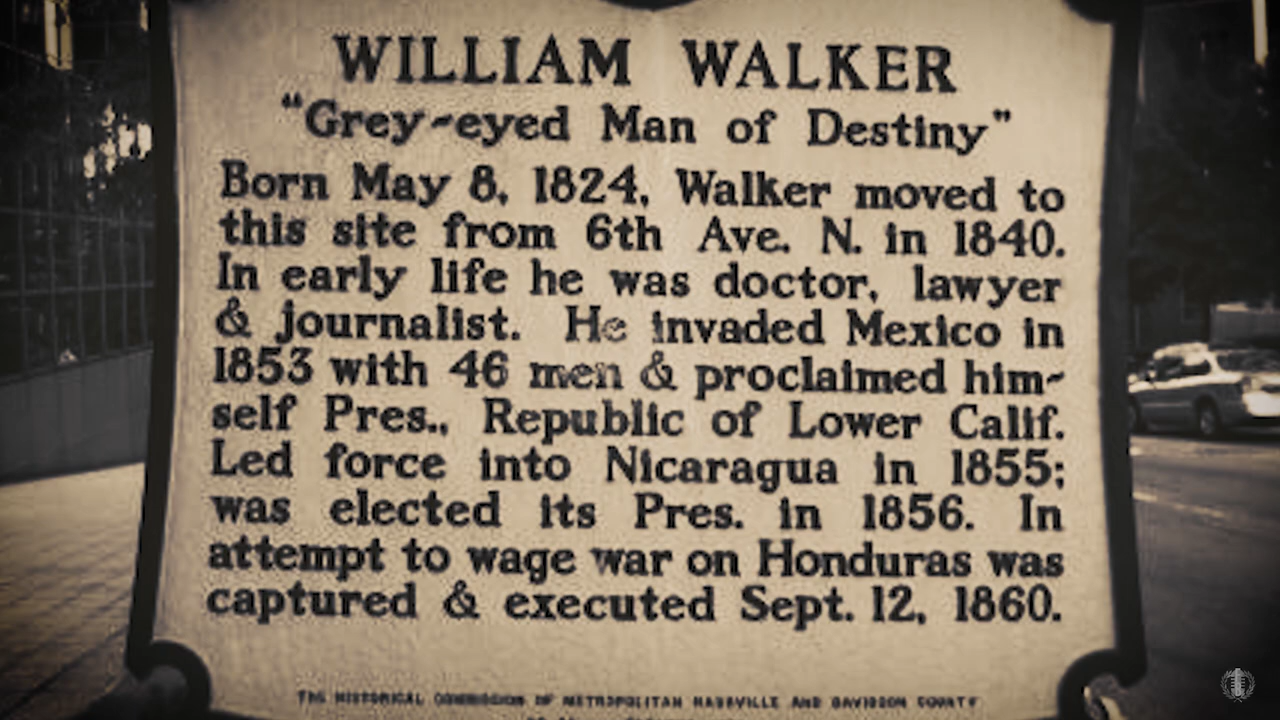 WILLIAM WALKER
"Grey-eyed Man of Destiny"
Born May 8, 1824, Walker moved to
this site from 6th Ave. N. in 1840.
In early life he was doctor, lawyer
& journalist. He invaded Mexico in
1853 with 46 men & proclaimed him-
self Pres., Republic of Lower Calif.
Led force into Nicaragua in 1855;
was elected its Pres. in 1856. In
attempt to wage war on Honduras was
captured & executed Sept. 12, 1860.
THE HISTORICAL COMMISSION OF METROPOLITAN NASHVILLE AND DAVIDSON COUNTY